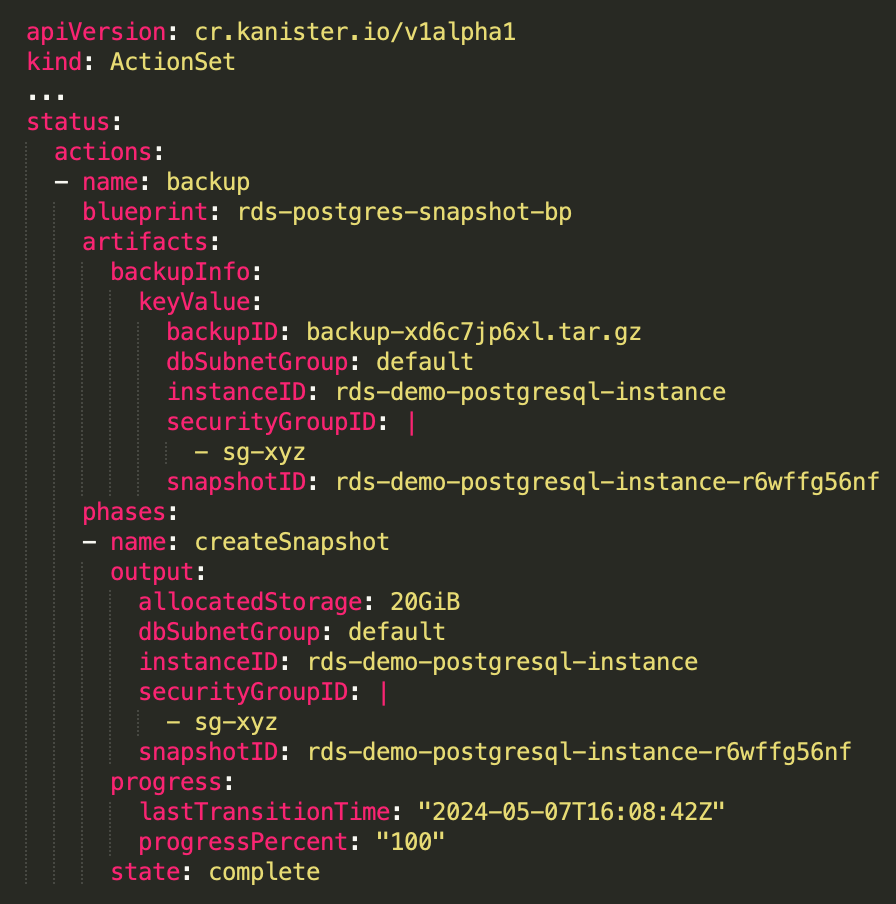 apiVersion: cr.kanister.io/v1alpha1
kind: ActionSet
...
status:
  actions:
  - name: backup
    blueprint: rds-postgres-snapshot-bp
    artifacts:
      backupInfo:
        keyValue:
          backupID: backup-xd6c7jp6xl.tar.gz
          dbSubnetGroup: default
          instanceID: rds-demo-postgresql-instance
          securityGroupID: |
            - sg-xyz
          snapshotID: rds-demo-postgresql-instance-r6wffg56nf
    phases:
    - name: createSnapshot
      output:
        allocatedStorage: 20GiB
        dbSubnetGroup: default
        instanceID: rds-demo-postgresql-instance
        securityGroupID: |
          - sg-xyz
        snapshotID: rds-demo-postgresql-instance-r6wffg56nf
      progress:
        lastTransitionTime: "2024-05-07T16:08:42Z"
        progressPercent: "100"
      state: complete